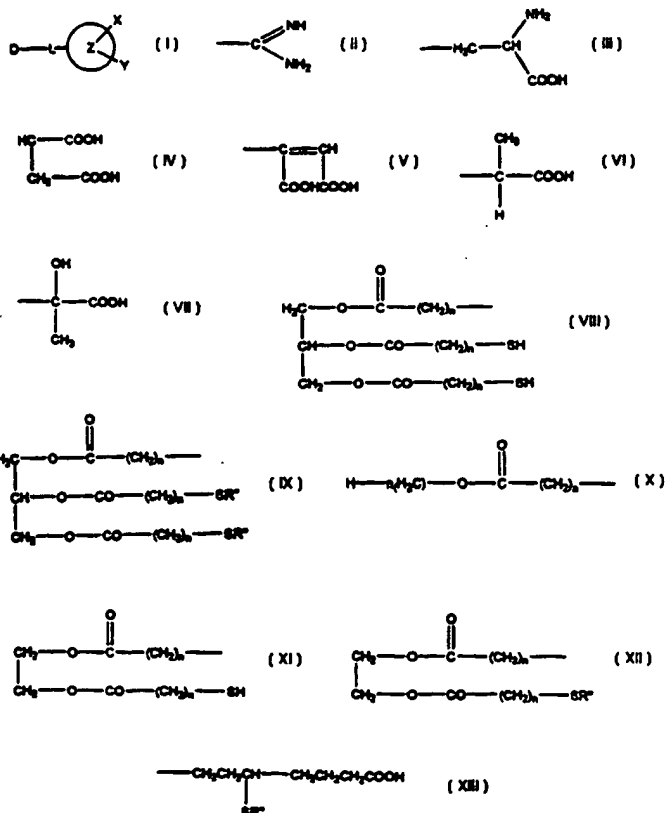 D—L— Z X Y (I)
—C NH NH₂ (II)
—H₂C—CH NH₂ COOH (III)
HC—COOH
CH₂—COOH (IV)
—C=CH
COOH COOH (V)
CH₃
—C—COOH (VI)
H
OH
—C—COOH (VII)
CH₃
O
H₂C—O—C—(CH₂)n—
CH—O—CO—(CH₂)n—SH (VIII)
CH₂—O—CO—(CH₂)n—SH
O
H₂C—O—C—(CH₂)n—
CH—O—CO—(CH₂)n—SR" (IX)
CH₂—O—CO—(CH₂)n—SR"
O
H—n(H₂C)—O—C—(CH₂)n— (X)
O
CH₂—O—C—(CH₂)n— (XI)
CH₂—O—CO—(CH₂)n—SH
O
CH₂—O—C—(CH₂)n— (XII)
CH₂—O—CO—(CH₂)n—SR"
—CH₂CH₂CH—CH₂CH₂CH₂COOH (XIII)
SR"